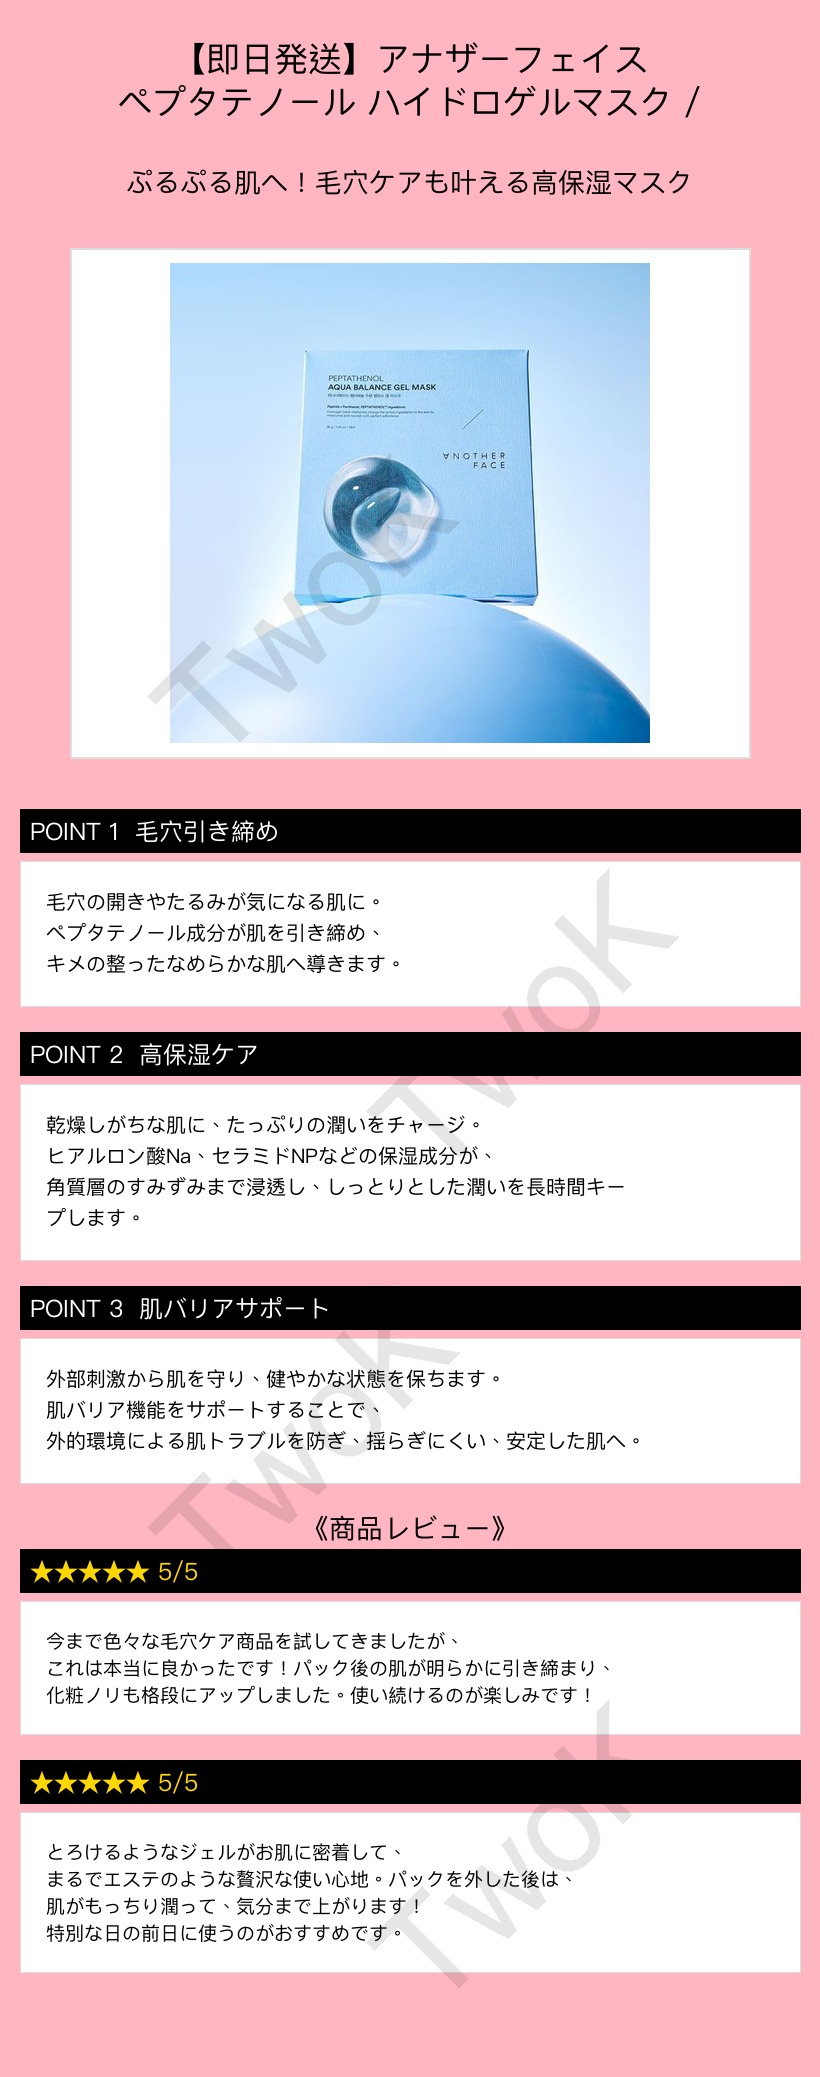 【即日発送】アナザーフェイス
ペプタテノール ハイドロゲルマスク /
ぷるぷる肌へ！毛穴ケアも叶える高保湿マスク
PEPTATHENOL
AQUA BALANCE GEL MASK
ANOTHER
FACE
TwoK
POINT 1 毛穴引き締め
毛穴の開きやたるみが気になる肌に。
ペプタテノール成分が肌を引き締め、
キメの整ったなめらかな肌へ導きます。
TwoK
POINT 2 高保湿ケア
乾燥しがちな肌に、たっぷりの潤いをチャージ。
ヒアルロン酸Na、セラミドNPなどの保湿成分が、
角質層のすみずみまで浸透し、しっとりとした潤いを長時間キー
プします。
POINT 3 肌バリアサポート
外部刺激から肌を守り、健やかな状態を保ちます。
肌バリア機能をサポートすることで、
外的環境による肌トラブルを防ぎ、揺らぎにくい、安定した肌へ。
TwoK
《商品レビュー》
★★★★★ 5/5
今まで色々な毛穴ケア商品を試してきましたが、
これは本当に良かったです！パック後の肌が明らかに引き締まり、
化粧ノリも格段にアップしました。使い続けるのが楽しみです！
★★★★★ 5/5
とろけるようなジェルがお肌に密着して、
まるでエステのような贅沢な使い心地。パックを外した後は、
肌がもっちり潤って、気分まで上がります！
特別な日の前日に使うのがおすすめです。
TwoK